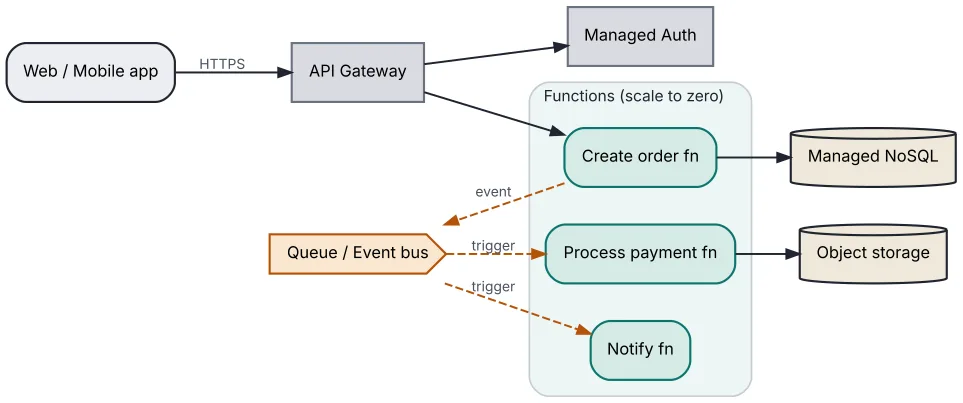 Managed Auth
Web / Mobile app
HTTPS
API Gateway
Functions (scale to zero)
Create order fn
Managed NoSQL
event
Queue / Event bus
trigger
Process payment fn
Object storage
trigger
Notify fn